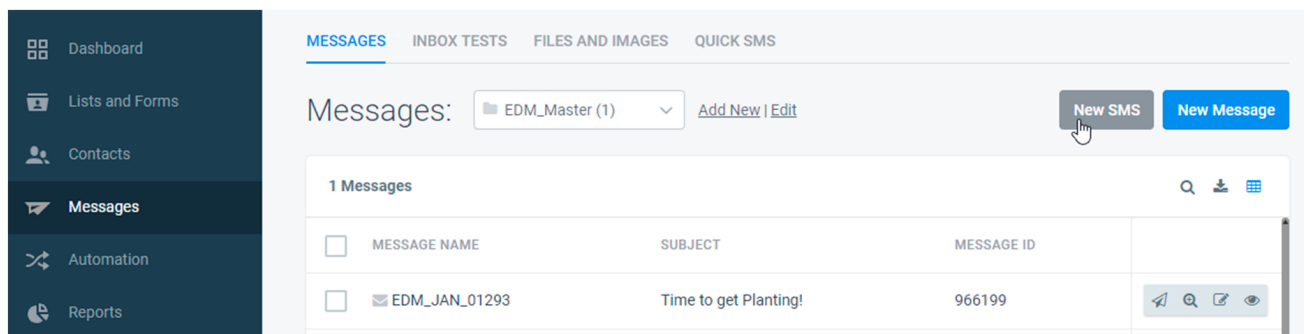 Dashboard
Lists and Forms
Contacts
Messages
Automation
Reports
MESSAGES INBOX TESTS FILES AND IMAGES QUICK SMS
Messages: EDM_Master (1) Add New | Edit New SMS New Message
1 Messages
MESSAGE NAME SUBJECT MESSAGE ID
EDM_JAN_01293 Time to get Planting! 966199